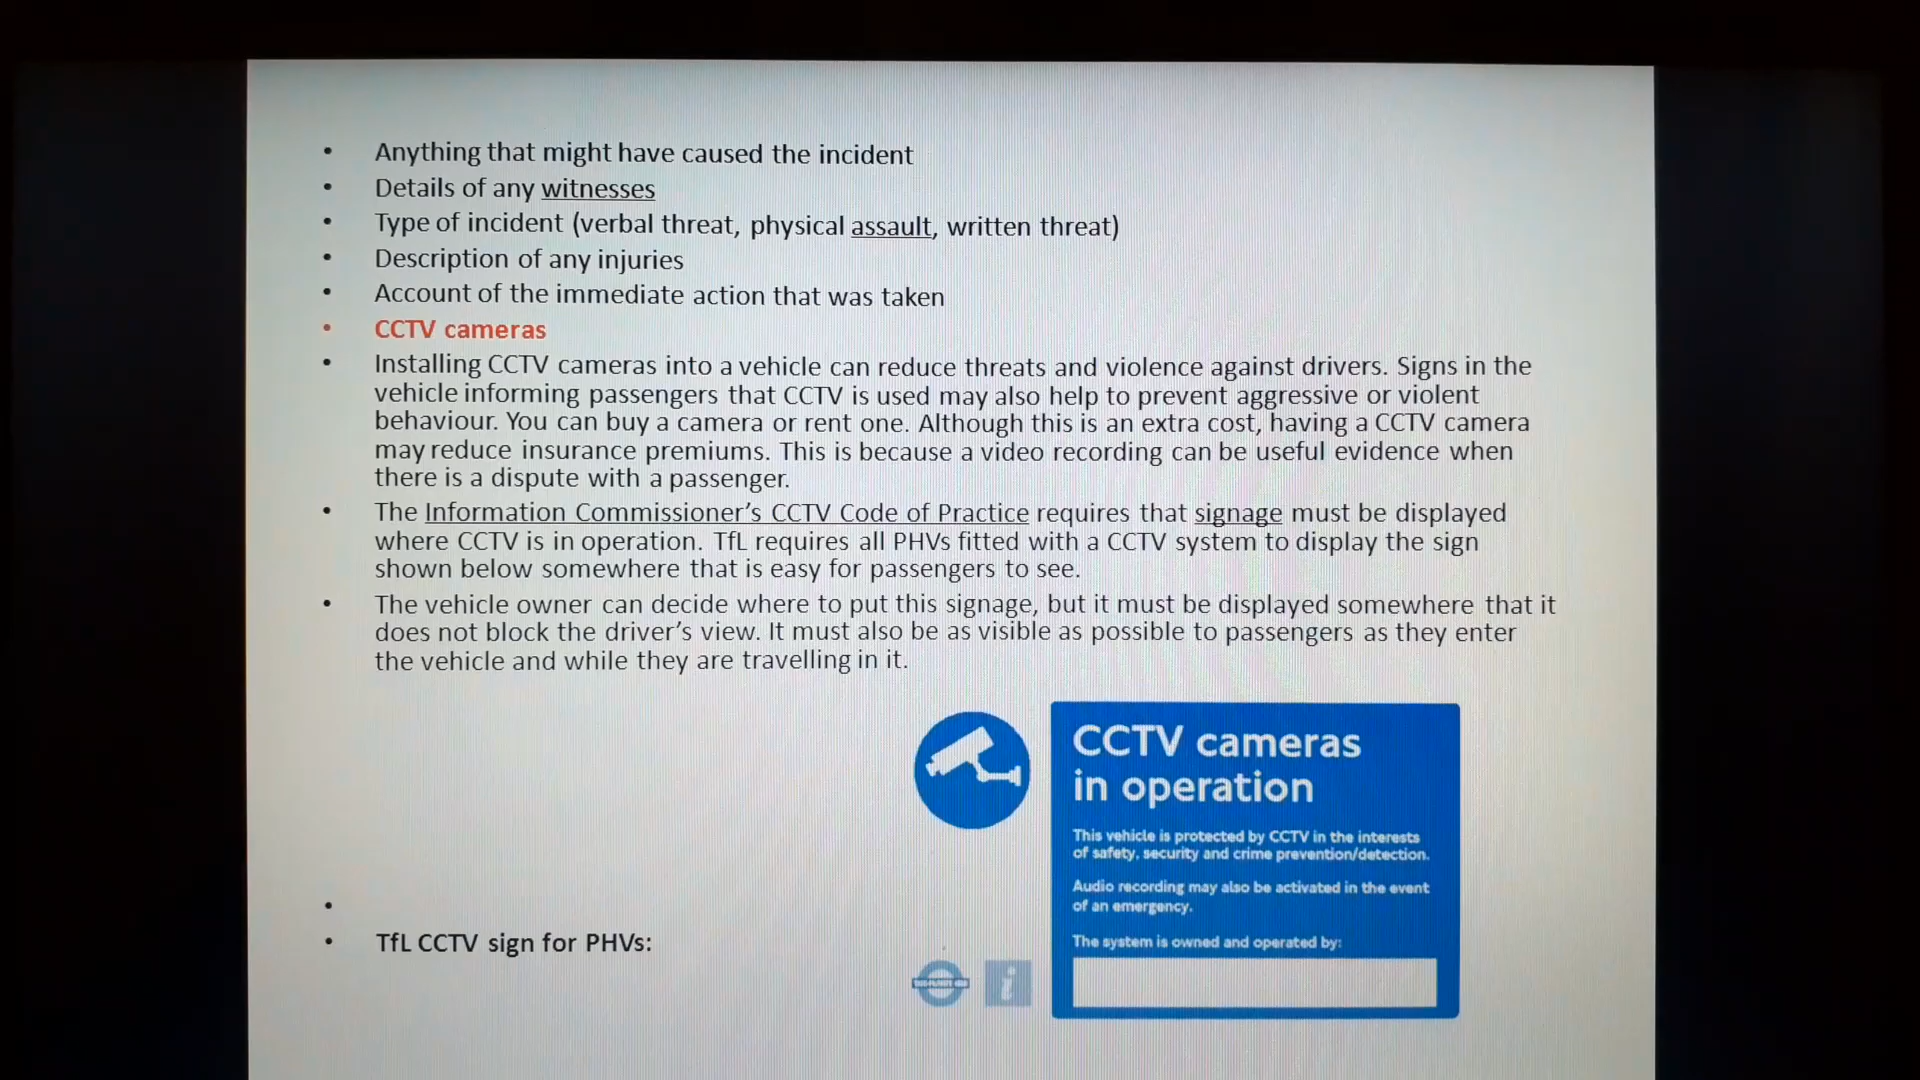 • Anything that might have caused the incident
• Details of any witnesses
• Type of incident (verbal threat, physical assault, written threat)
• Description of any injuries
• Account of the immediate action that was taken
• CCTV cameras
• Installing CCTV cameras into a vehicle can reduce threats and violence against drivers. Signs in the
vehicle informing passengers that CCTV is used may also help to prevent aggressive or violent
behaviour. You can buy a camera or rent one. Although this is an extra cost, having a CCTV camera
may reduce insurance premiums. This is because a video recording can be useful evidence when
there is a dispute with a passenger.
• The Information Commissioner’s CCTV Code of Practice requires that signage must be displayed
where CCTV is in operation. TfL requires all PHVs fitted with a CCTV system to display the sign
shown below somewhere that is easy for passengers to see.
• The vehicle owner can decide where to put this signage, but it must be displayed somewhere that it
does not block the driver’s view. It must also be as visible as possible to passengers as they enter
the vehicle and while they are travelling in it.
CCTV cameras
in operation
This vehicle is protected by CCTV in the interests
of safety, security and crime prevention/detection.
Audio recording may also be activated in the event
of an emergency.
The system is owned and operated by:
•
• TfL CCTV sign for PHVs:
i